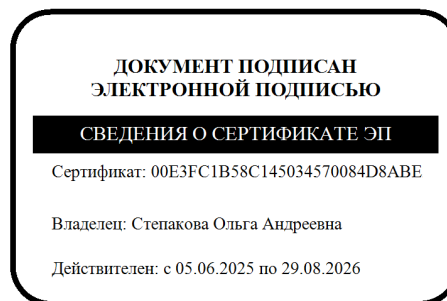 ДОКУМЕНТ ПОДПИСАН
ЭЛЕКТРОННОЙ ПОДПИСЬЮ
СВЕДЕНИЯ О СЕРТИФИКАТЕ ЭП
Сертификат: 00E3FC1B58C145034570084D8ABE
Владелец: Степакова Ольга Андреевна
Действителен: с 05.06.2025 по 29.08.2026